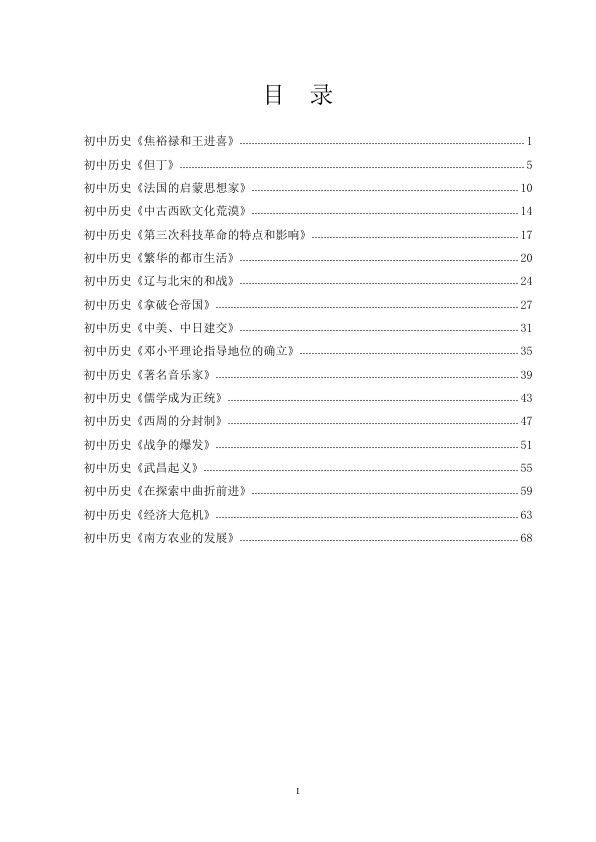 目 录
初中历史《焦裕禄和王进喜》 1
初中历史《但丁》 5
初中历史《法国的启蒙思想家》 10
初中历史《中古西欧文化荒漠》 14
初中历史《第三次科技革命的特点和影响》 17
初中历史《繁华的都市生活》 20
初中历史《辽与北宋的和战》 24
初中历史《拿破仑帝国》 27
初中历史《中美、中日建交》 31
初中历史《邓小平理论指导地位的确立》 35
初中历史《著名音乐家》 39
初中历史《儒学成为正统》 43
初中历史《西周的分封制》 47
初中历史《战争的爆发》 51
初中历史《武昌起义》 55
初中历史《在探索中曲折前进》 59
初中历史《经济大危机》 63
初中历史《南方农业的发展》 68
I